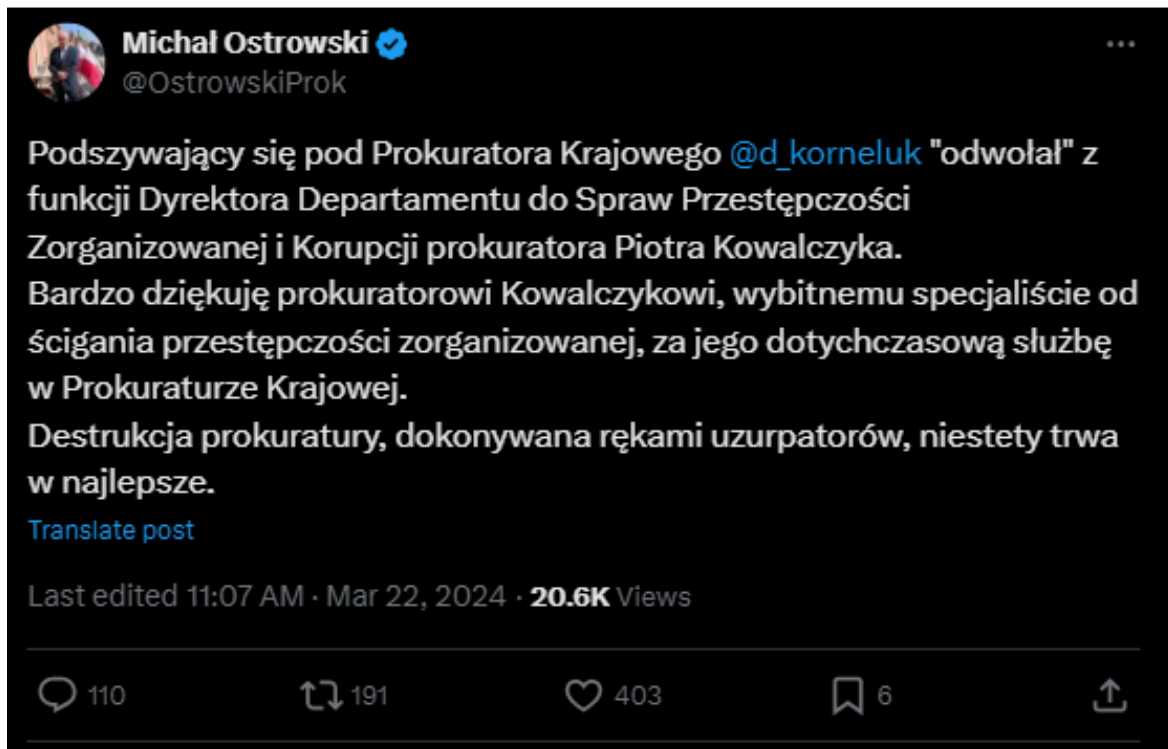 Michał Ostrowski
@OstrowskiProk
Podszywający się pod Prokuratora Krajowego @d_korneluk "odwołał" z
funkcji Dyrektora Departamentu do Spraw Przestępczości
Zorganizowanej i Korupcji prokuratora Piotra Kowalczyka.
Bardzo dziękuję prokuratorowi Kowalczykowi, wybitnemu specjaliście od
ścigania przestępczości zorganizowanej, za jego dotychczasową służbę
w Prokuraturze Krajowej.
Destrukcja prokuratury, dokonywana rękami uzurpatorów, niestety trwa
w najlepsze.
Translate post
Last edited 11:07 AM · Mar 22, 2024 · 20.6K Views
110 191 403 6